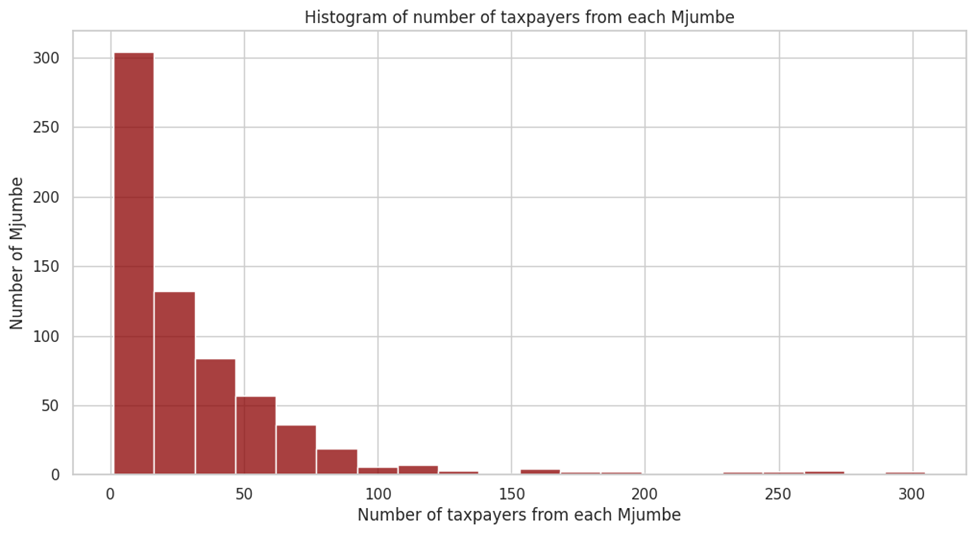 Histogram of number of taxpayers from each Mjumbe
300
250
200
150
100
50
0
Number of Mjumbe
0 50 100 150 200 250 300
Number of taxpayers from each Mjumbe